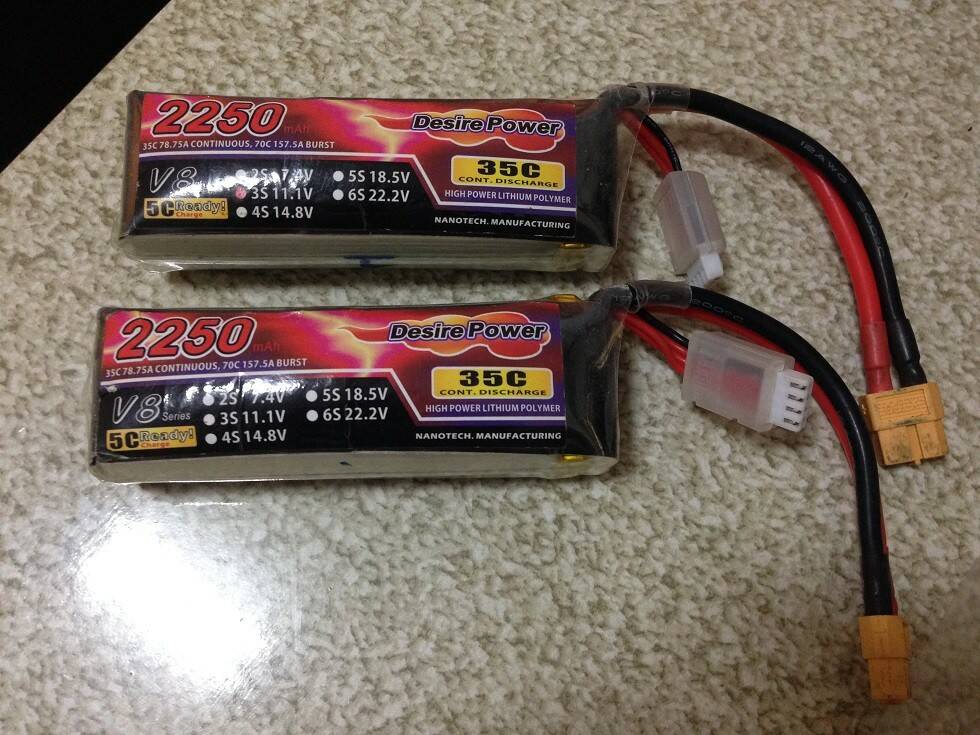 2250 mAh
Desire Power
35C 78.75A CONTINUOUS, 70C 157.5A BURST
V8
2S 7.4V
3S 11.1V
4S 14.8V
5S 18.5V
6S 22.2V
5C Ready!
Charge
35C
CONT. DISCHARGE
HIGH POWER LITHIUM POLYMER
NANOTECH. MANUFACTURING
12AWG
2250 mAh
Desire Power
35C 78.75A CONTINUOUS, 70C 157.5A BURST
V8 Series
2S 7.4V
3S 11.1V
4S 14.8V
5S 18.5V
6S 22.2V
5C Ready!
Charge
35C
CONT. DISCHARGE
HIGH POWER LITHIUM POLYMER
NANOTECH. MANUFACTURING
200°C